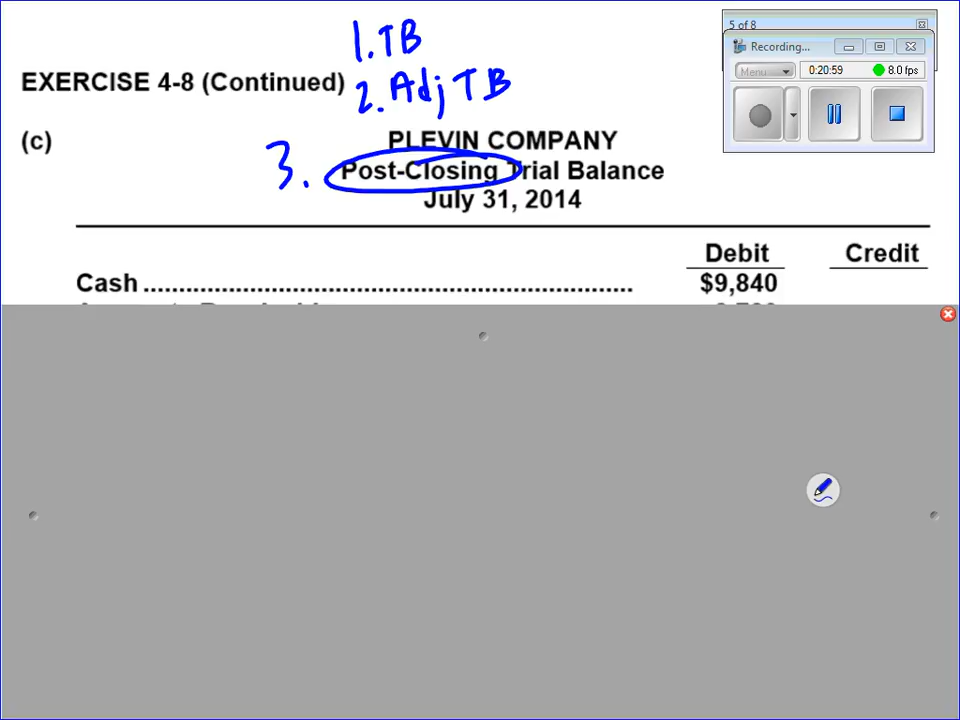 1. TB
5 of 8
Recording...
EXERCISE 4-8 (Continued)
2. Adj TB
Menu
0:20:59
8.0 fps
(c)
PLEVIN COMPANY
3. Post-Closing Trial Balance
July 31, 2014
Debit Credit
Cash ..................................................................... $9,840